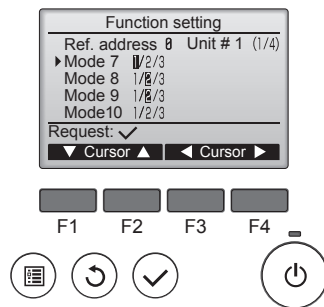 Function setting
Ref. address 0 Unit # 1 (1/4)
Mode 7 1/2/3
Mode 8 1/2/3
Mode 9 1/2/3
Mode10 1/2/3
Request: ✓
▼ Cursor ▲ ◀ Cursor ▶
F1 F2 F3 F4